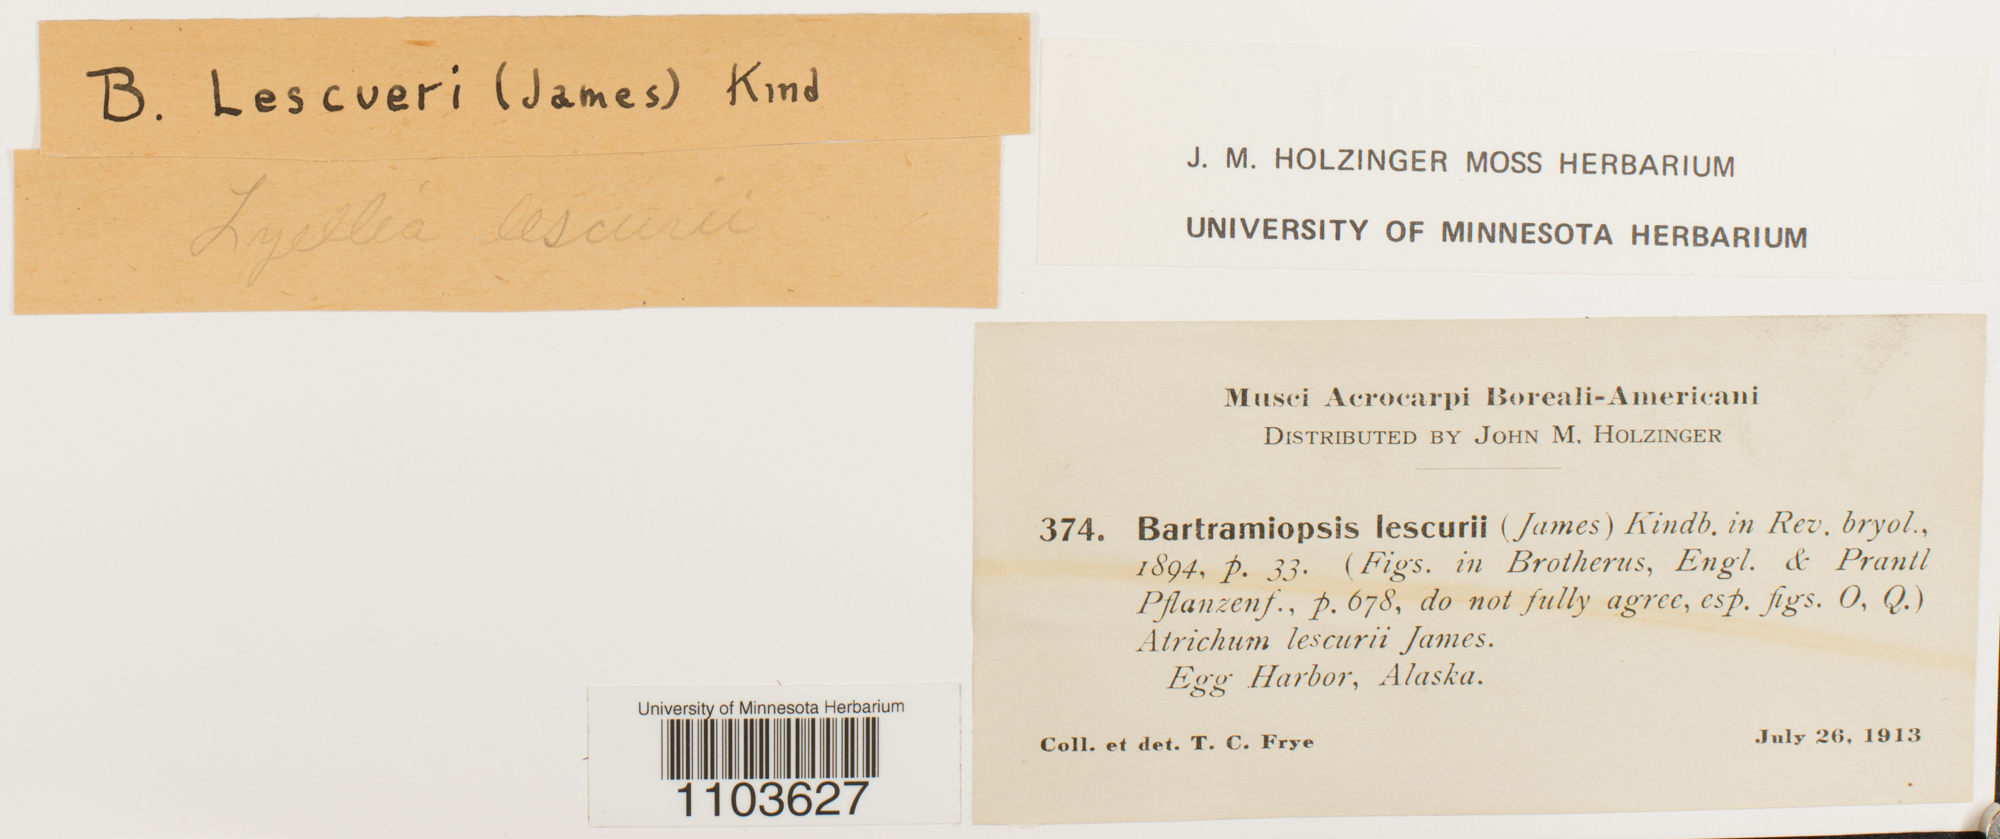 B. Lescueri (James) Kind
Lyellia lescurii
J. M. HOLZINGER MOSS HERBARIUM
UNIVERSITY OF MINNESOTA HERBARIUM
Musci Acrocarpi Boreali-Americani
DISTRIBUTED BY JOHN M. HOLZINGER
374. Bartramiopsis lescurii (James) Kindb. in Rev. bryol.,
1894, p. 33. (Figs. in Brotherus, Engl. & Prantl
Pflanzenf., p. 678, do not fully agree, esp. figs. O, Q.)
Atrichum lescurii James.
Egg Harbor, Alaska.
Coll. et det. T. C. Frye July 26, 1913
University of Minnesota Herbarium
1103627